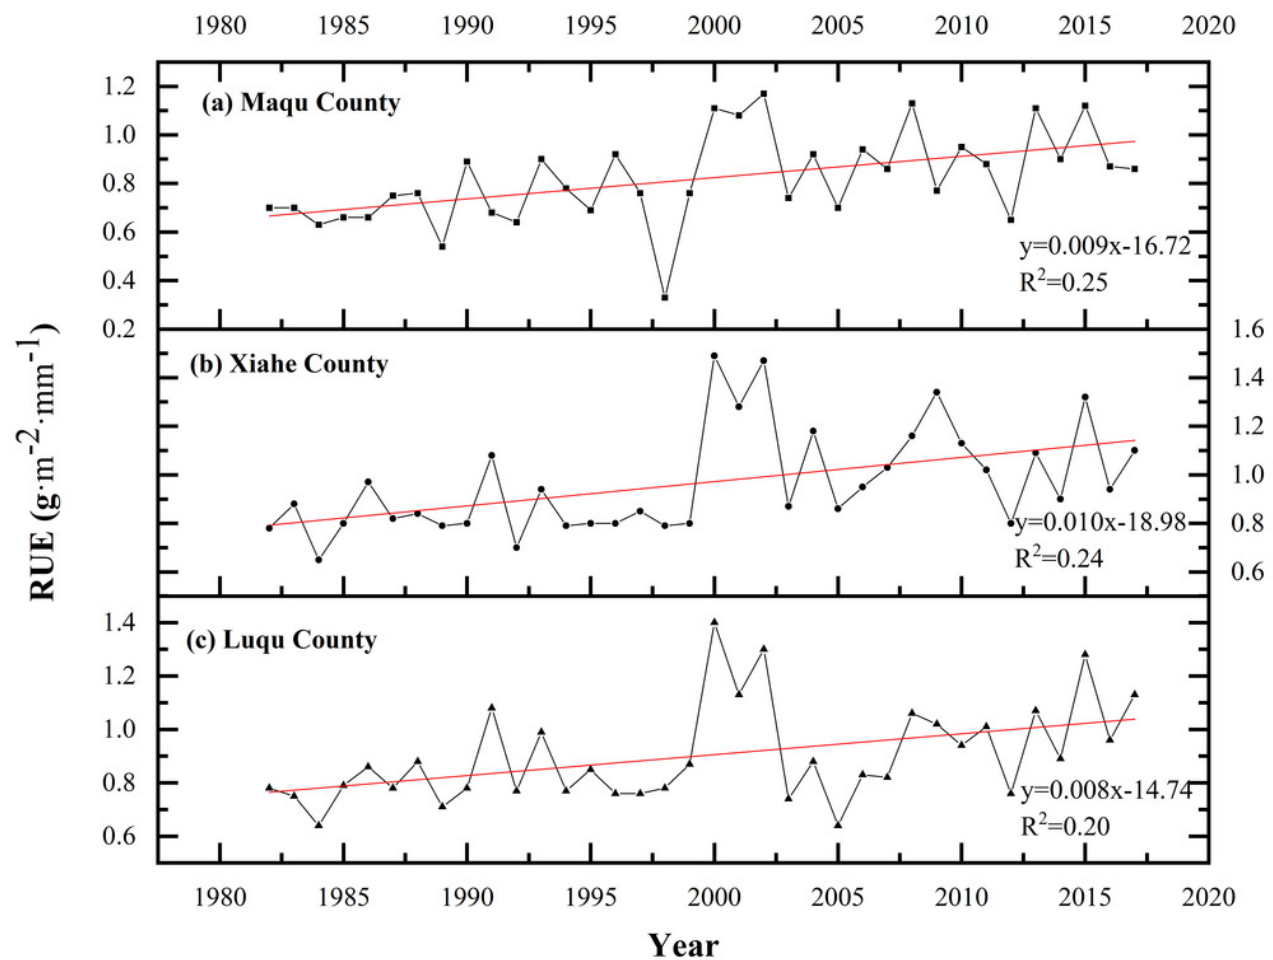 1980 1985 1990 1995 2000 2005 2010 2015 2020
(a) Maqu County
1.2
1.0
0.8
0.6
0.4
0.2
y=0.009x-16.72
R²=0.25
(b) Xiahe County
1.6
1.4
1.2
1.0
0.8
0.6
y=0.010x-18.98
R²=0.24
(c) Luqu County
1.4
1.2
1.0
0.8
0.6
y=0.008x-14.74
R²=0.20
RUE (g·m⁻²·mm⁻¹)
1980 1985 1990 1995 2000 2005 2010 2015 2020
Year